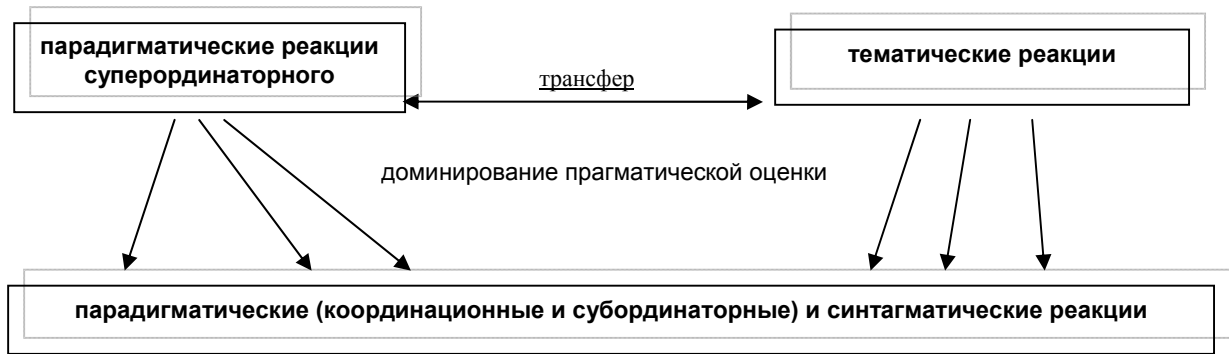 парадигматические реакции
суперординаторного
тематические реакции
трансфер
доминирование прагматической оценки
парадигматические (координационные и субординаторные) и синтагматические реакции